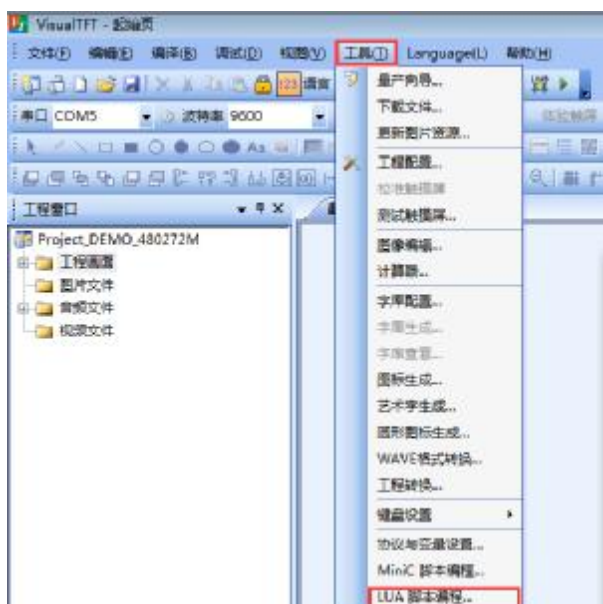 VisualTFT - 起始页
文件(F) 编辑(E) 编译(B) 调试(D) 视图(V) 工具(T) Language(L) 帮助(H)
123 语言
串口 COM5 波特率 9600
工程窗口
Project_DEMO_480272M
工程画面
图片文件
音频文件
视频文件
量产向导...
下载文件...
更新图片资源...
工程配置...
校准触摸屏
测试触摸屏...
图像编辑...
计算器...
字库配置...
字库生成...
字库查看...
图标生成...
艺术字生成...
圆形图标生成...
WAVE格式转换...
工程转换...
键盘设置
协议与变量设置...
MiniC 脚本编程...
LUA 脚本编程...